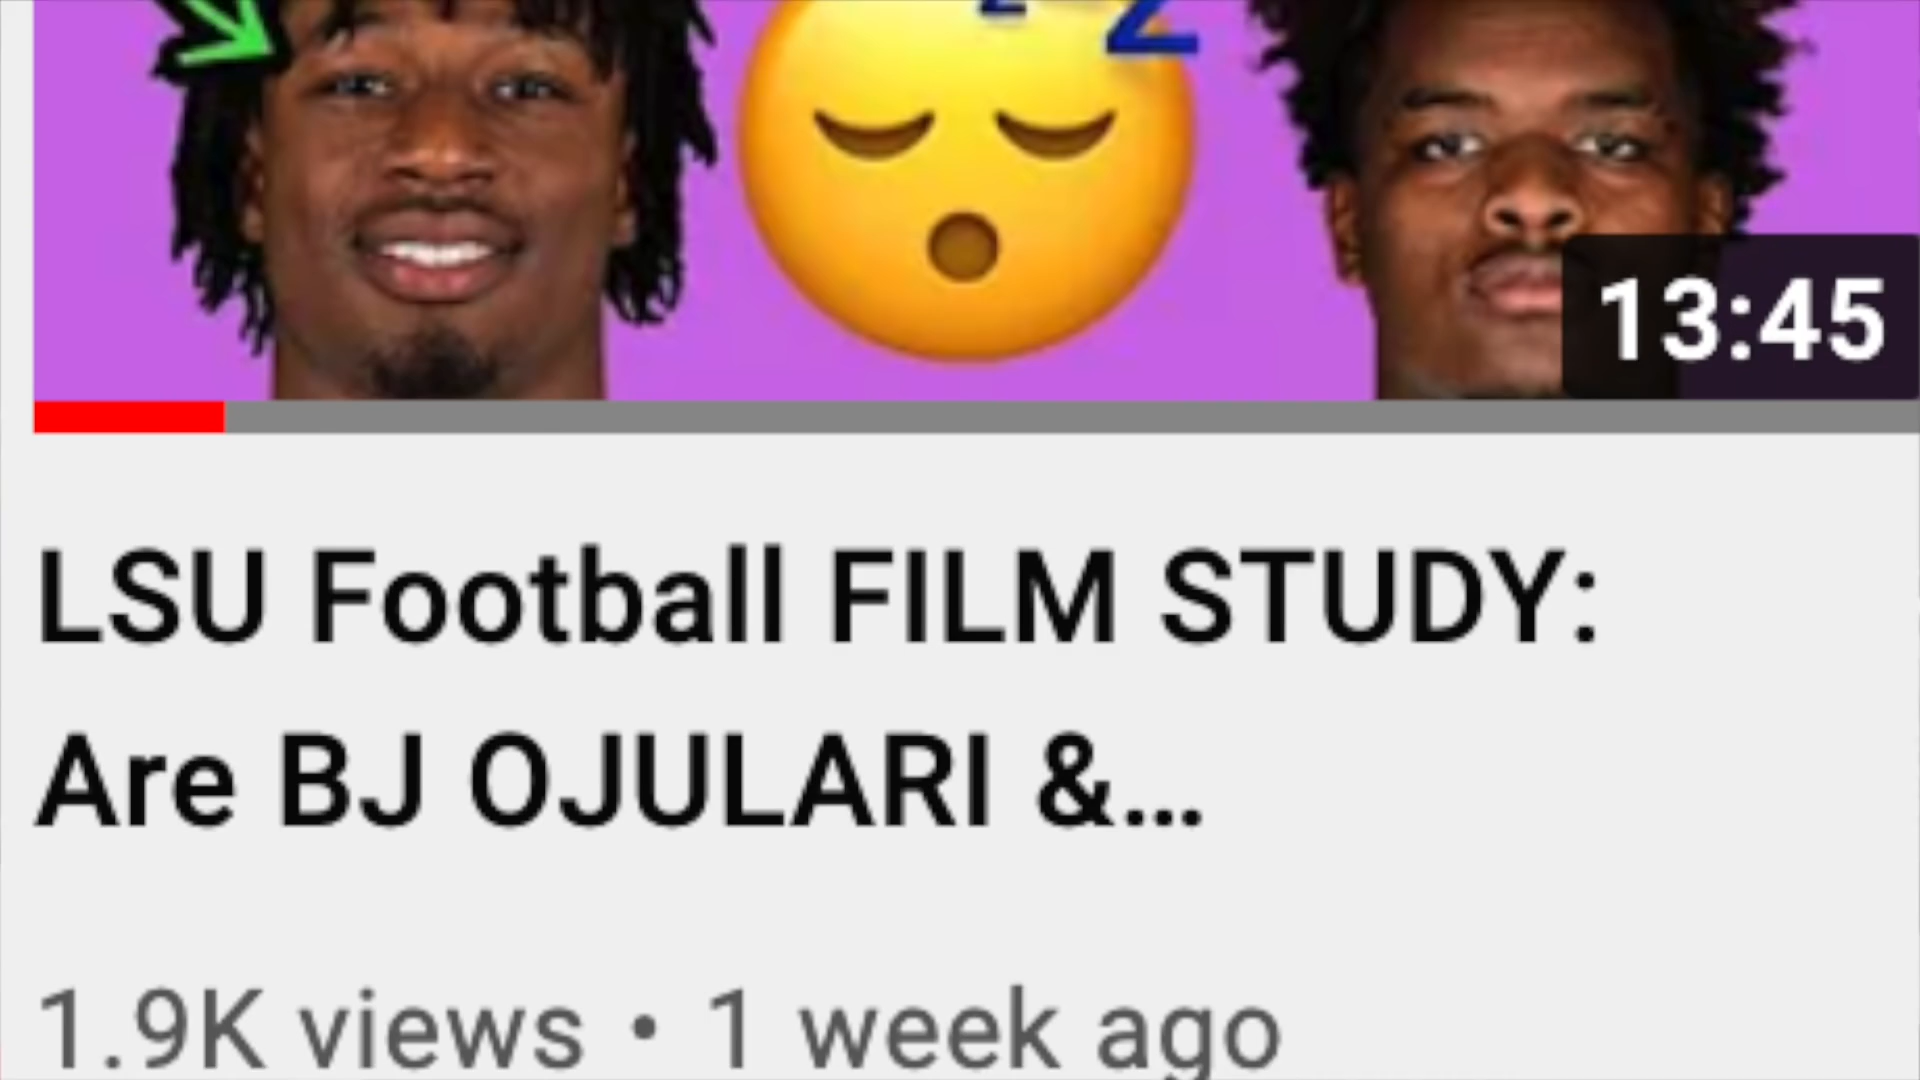 13:45
LSU Football FILM STUDY:
Are BJ OJULARI &...
1.9K views • 1 week ago